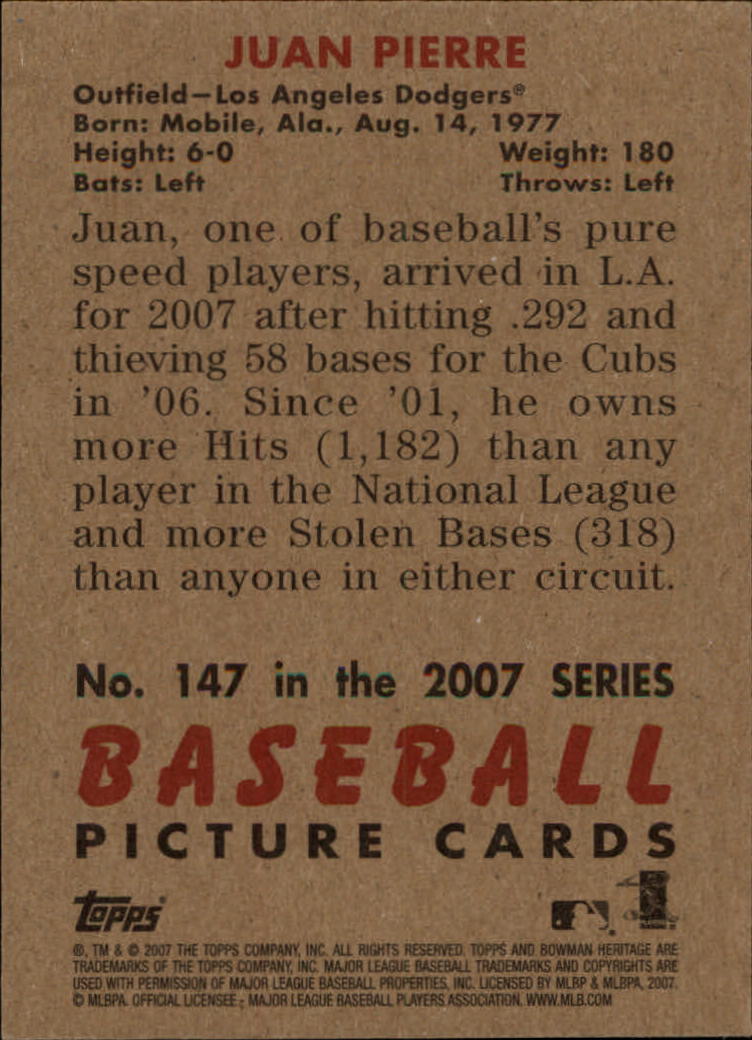 JUAN PIERRE
Outfield—Los Angeles Dodgers®
Born: Mobile, Ala., Aug. 14, 1977
Height: 6-0 Weight: 180
Bats: Left Throws: Left
Juan, one of baseball's pure
speed players, arrived in L.A.
for 2007 after hitting .292 and
thieving 58 bases for the Cubs
in '06. Since '01, he owns
more Hits (1,182) than any
player in the National League
and more Stolen Bases (318)
than anyone in either circuit.
No. 147 in the 2007 SERIES
BASEBALL
PICTURE CARDS
Topps
®, TM & © 2007 THE TOPPS COMPANY, INC. ALL RIGHTS RESERVED. TOPPS AND BOWMAN HERITAGE ARE
TRADEMARKS OF THE TOPPS COMPANY, INC. MAJOR LEAGUE BASEBALL TRADEMARKS AND COPYRIGHTS ARE
USED WITH PERMISSION OF MAJOR LEAGUE BASEBALL PROPERTIES, INC. LICENSED BY MLBP & MLBPA, 2007.
© MLBPA. OFFICIAL LICENSEE - MAJOR LEAGUE BASEBALL PLAYERS ASSOCIATION. WWW.MLB.COM